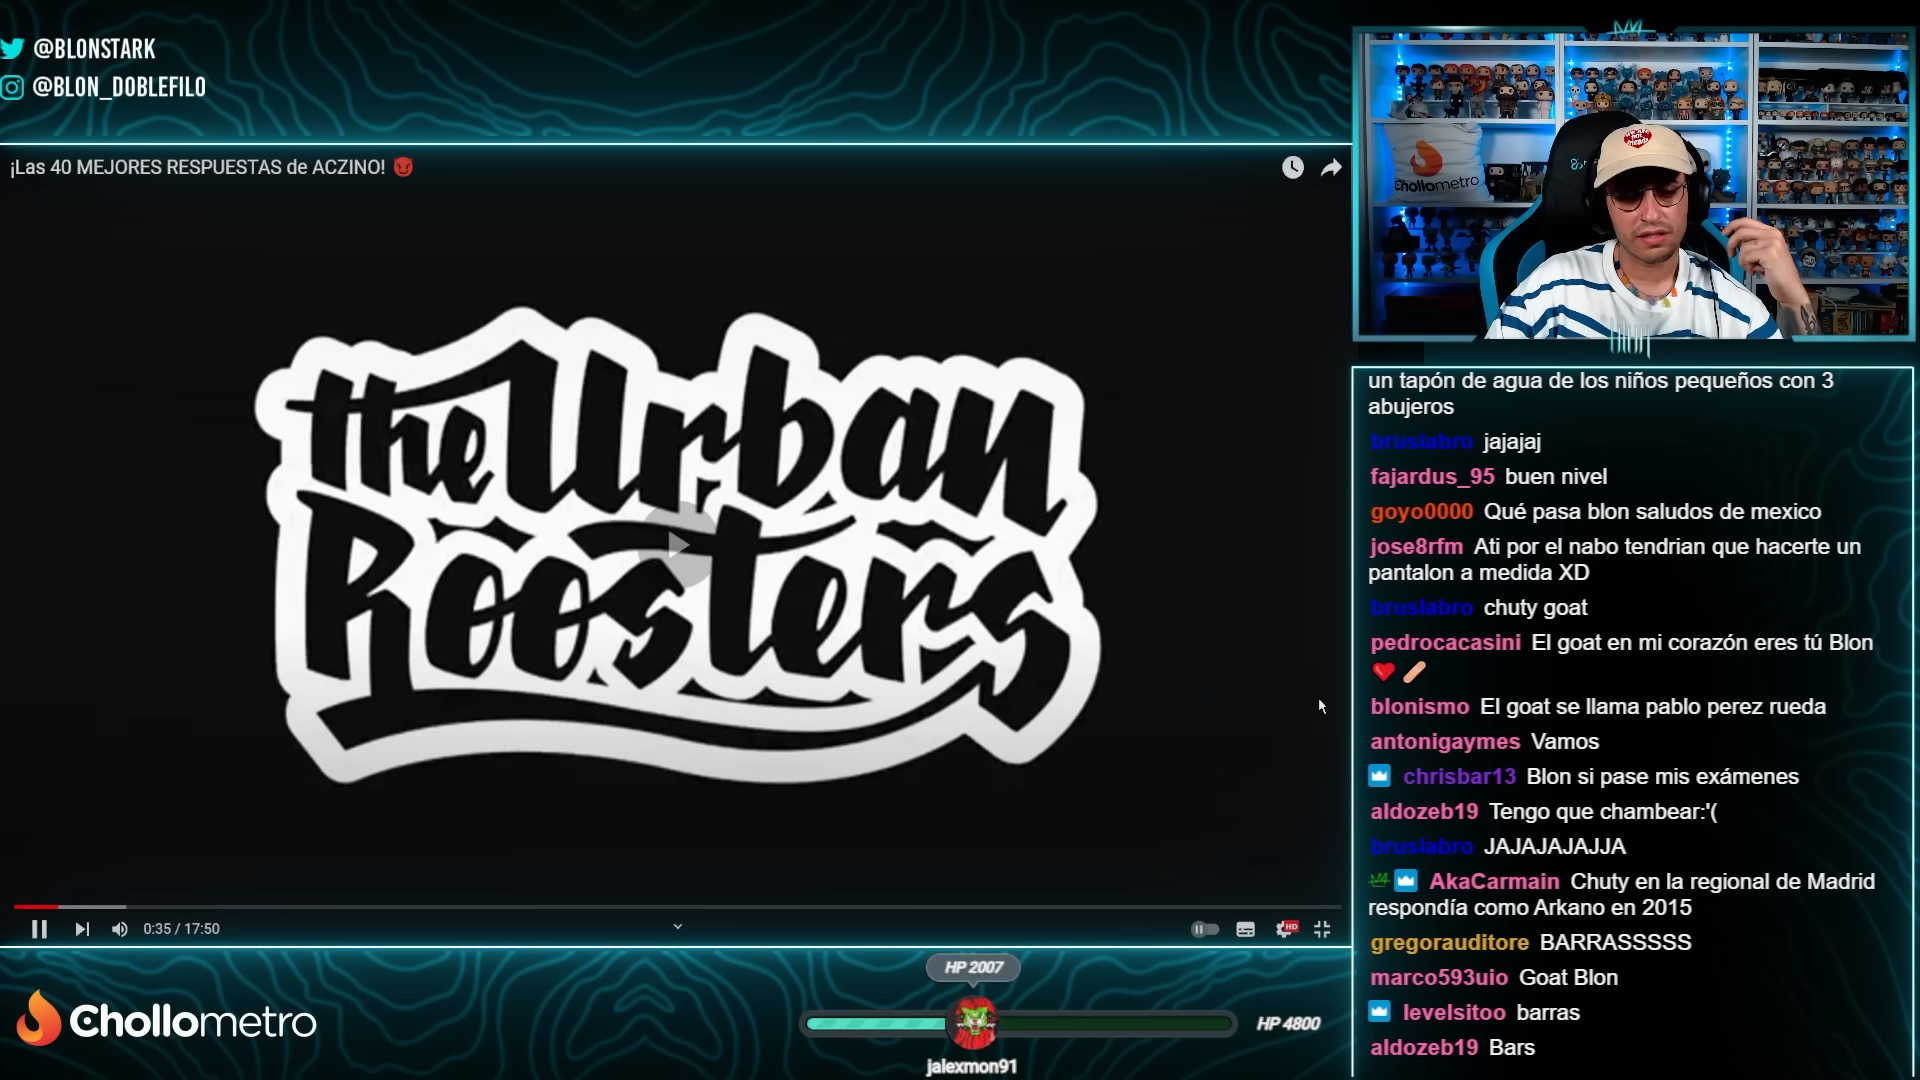 @BLONSTARK
@BLON_DOBLEFILO
¡Las 40 MEJORES RESPUESTAS de ACZINO! 😈
the Urban
Roosters
0:35 / 17:50
HD
Chollometro
HP 2007
HP 4800
jalexmon91
chollometro
un tapón de agua de los niños pequeños con 3
abujeros
bruslabro jajajaj
fajardus_95 buen nivel
goyo0000 Qué pasa blon saludos de mexico
jose8rfm Ati por el nabo tendrian que hacerte un
pantalon a medida XD
bruslabro chuty goat
pedrocacasini El goat en mi corazón eres tú Blon
❤️ 🩹
blonismo El goat se llama pablo perez rueda
antonigaymes Vamos
chrisbar13 Blon si pase mis exámenes
aldozeb19 Tengo que chambear:'(
bruslabro JAJAJAJAJJA
AkaCarmain Chuty en la regional de Madrid
respondía como Arkano en 2015
gregorauditore BARRASSSSS
marco593uio Goat Blon
levelsitoo barras
aldozeb19 Bars